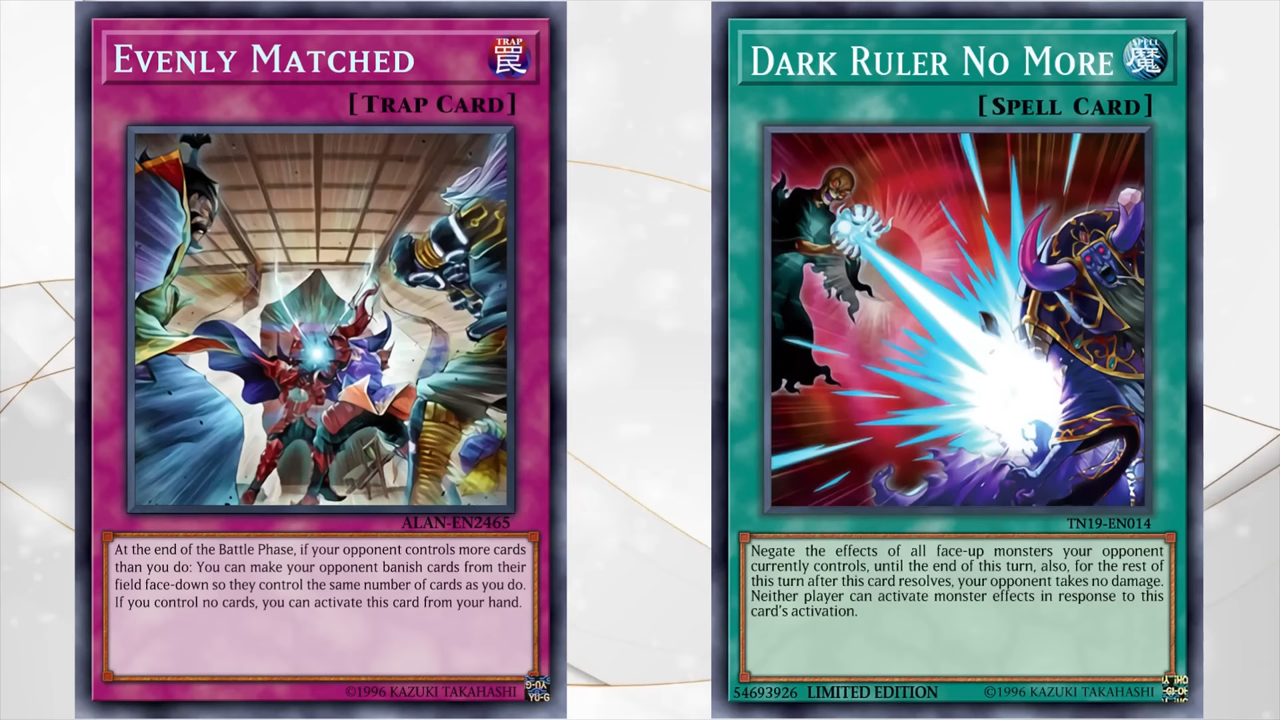 EVENLY MATCHED
TRAP
罠
[TRAP CARD]
ALAN-EN2465
At the end of the Battle Phase, if your opponent controls more cards
than you do: You can make your opponent banish cards from their
field face-down so they control the same number of cards as you do.
If you control no cards, you can activate this card from your hand.
©1996 KAZUKI TAKAHASHI
DARK RULER NO MORE
SPELL
魔
[SPELL CARD]
TN19-EN014
Negate the effects of all face-up monsters your opponent
currently controls, until the end of this turn, also, for the rest of
this turn after this card resolves, your opponent takes no damage.
Neither player can activate monster effects in response to this
card's activation.
54693926 LIMITED EDITION
©1996 KAZUKI TAKAHASHI